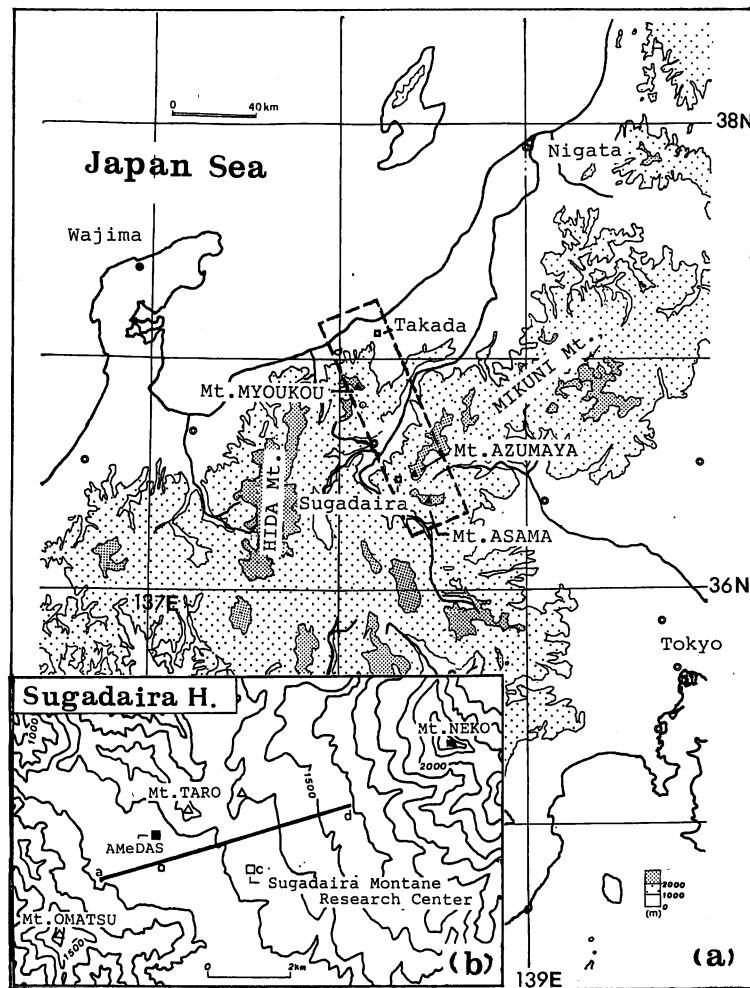 0 40 km
38N
Japan Sea
Nigata
Wajima
Takada
MIKUNI Mt.
Mt.MYOUKOU
Mt.AZUMAYA
HIDA Mt.
Sugadaira
Mt.ASAMA
36N
137E
Tokyo
Sugadaira H.
1000
Mt.NEKO
2000
1500
Mt.TARO
d
AMeDAS
a
c
Sugadaira Montane
Research Center
Mt.OMATSU
1500
0 2km
(b)
2000
1000
0
(m)
(a)
139E